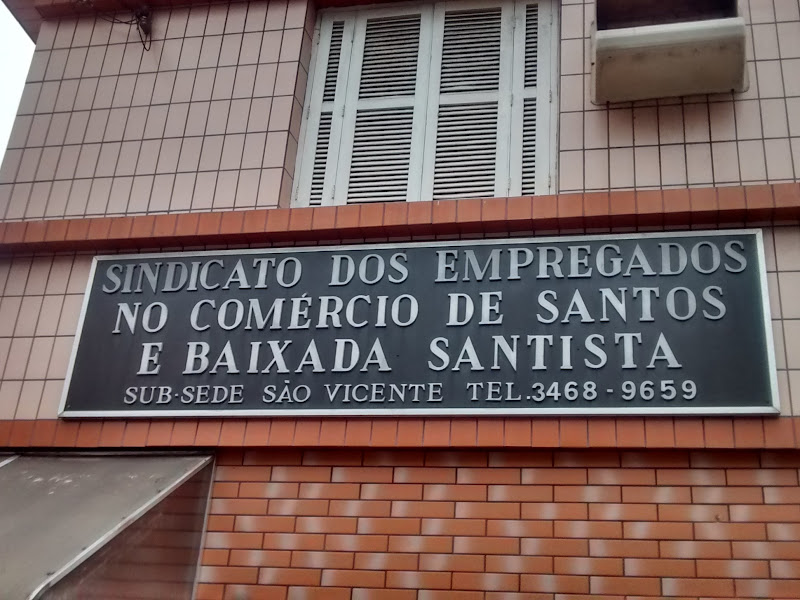 SINDICATO DOS EMPREGADOS
NO COMÉRCIO DE SANTOS
E BAIXADA SANTISTA
SUB-SEDE SÃO VICENTE TEL.3468-9659